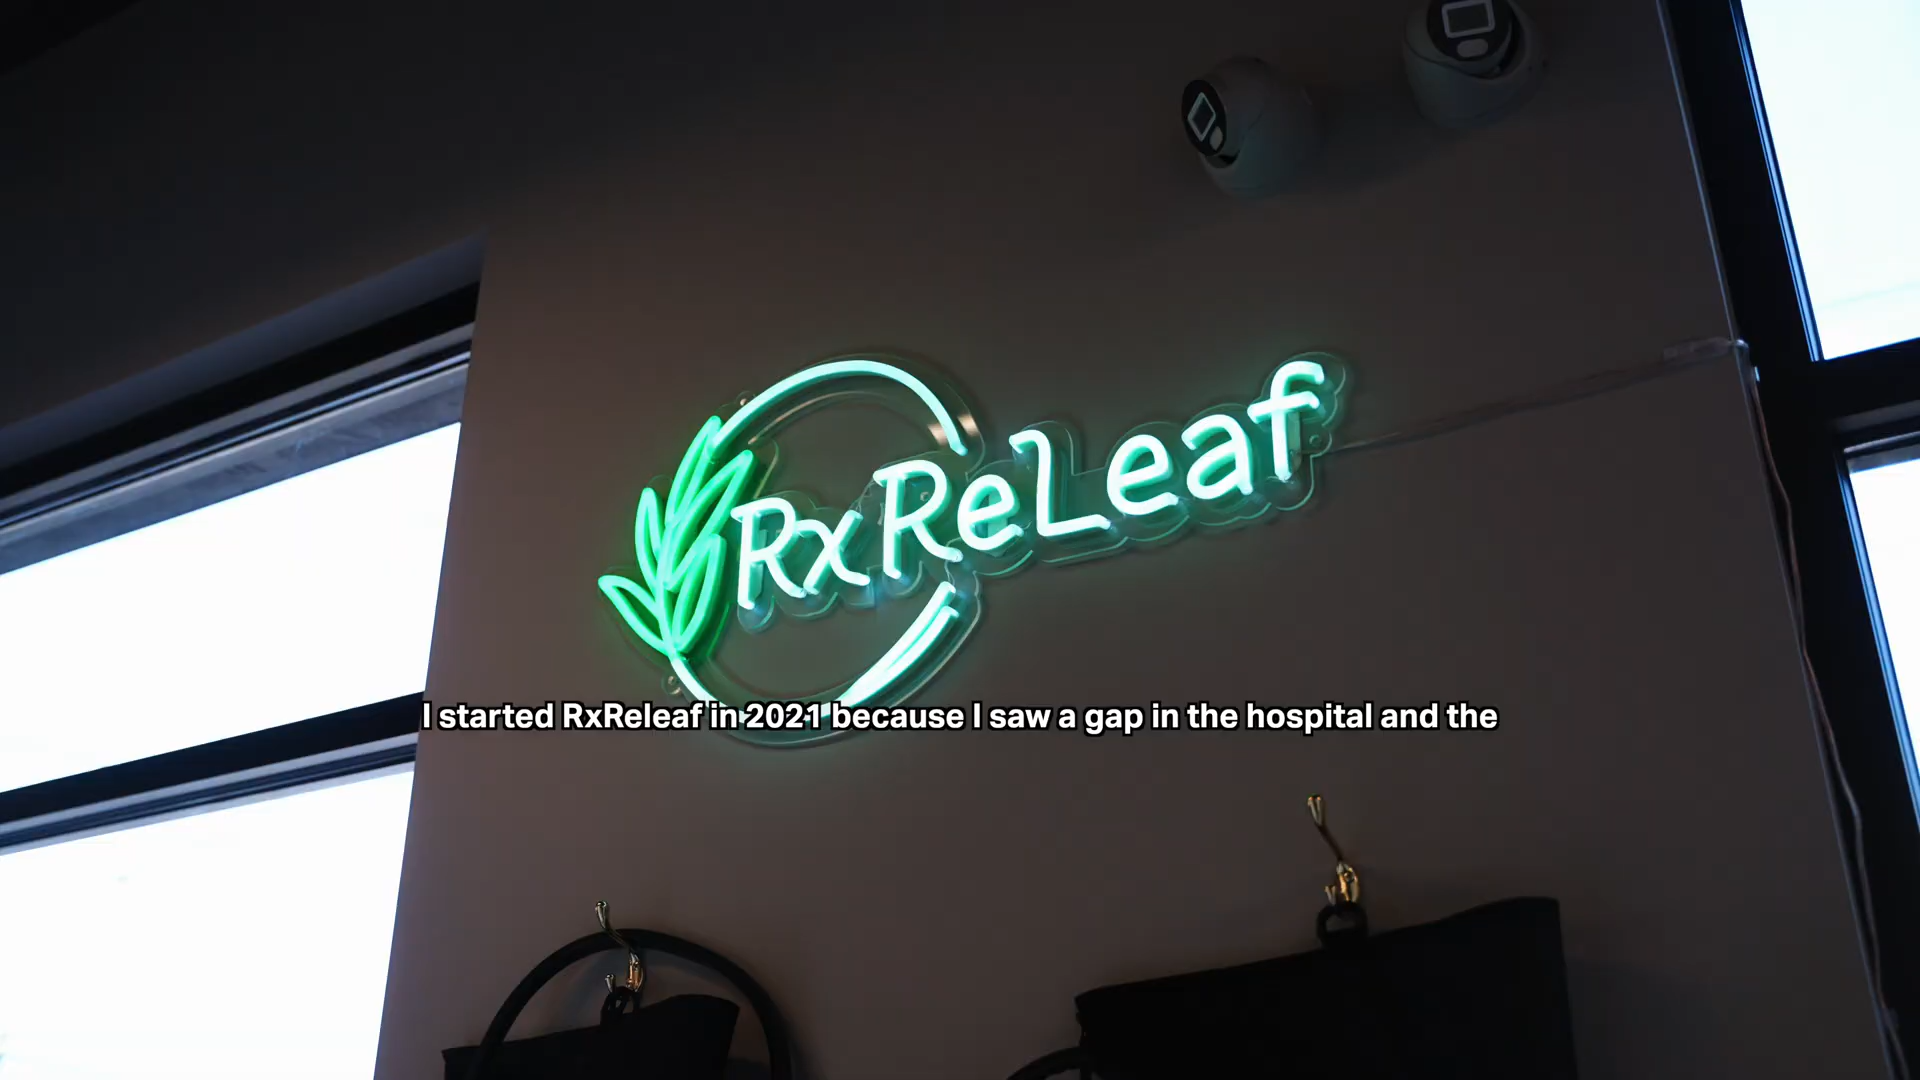 RxReLeaf
I started RxReleaf in 2021 because I saw a gap in the hospital and the